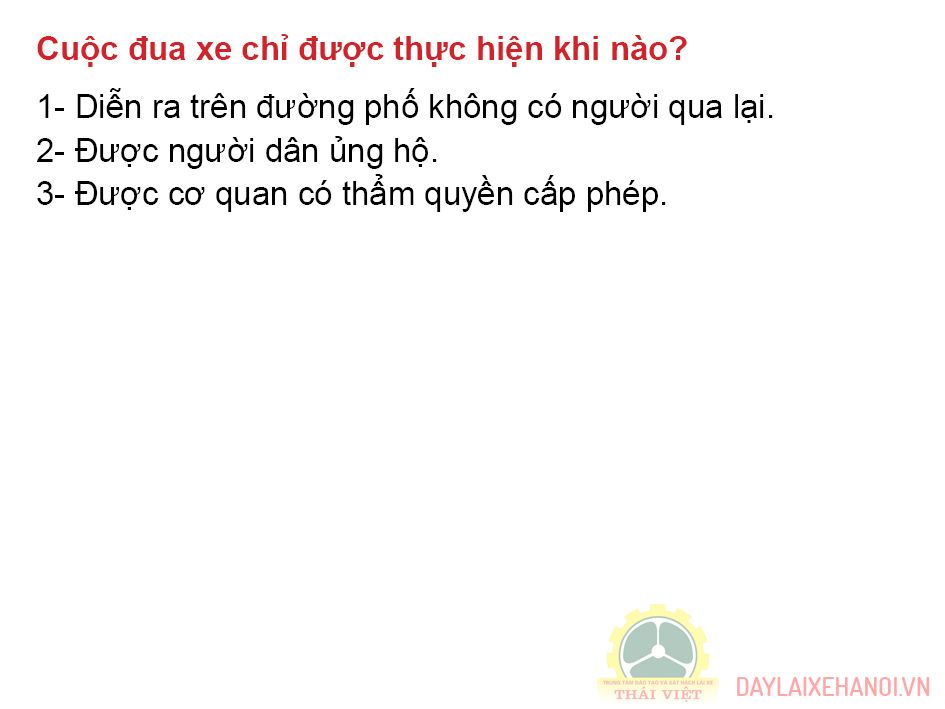 Cuộc đua xe chỉ được thực hiện khi nào?
1- Diễn ra trên đường phố không có người qua lại.
2- Được người dân ủng hộ.
3- Được cơ quan có thẩm quyền cấp phép.
TRUNG TÂM ĐÀO TẠO VÀ SÁT HẠCH LÁI XE
THÁI VIỆT
DAYLAIXEHANOI.VN